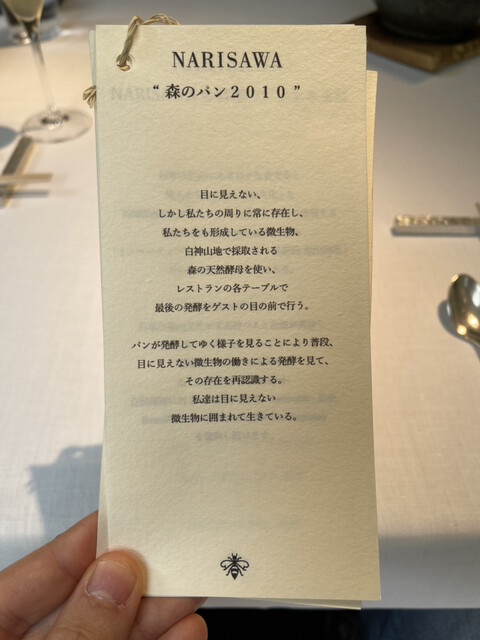 NARISAWA
“ 森のパン２０１０ ”
目に見えない、
しかし私たちの周りに常に存在し、
私たちをも形成している微生物、
白神山地で採取される
森の天然酵母を使い、
レストランの各テーブルで
最後の発酵をゲストの目の前で行う。
パンが発酵してゆく様子を見ることにより普段、
目に見えない微生物の働きによる発酵を見て、
その存在を再認識する。
私達は目に見えない
微生物に囲まれて生きている。